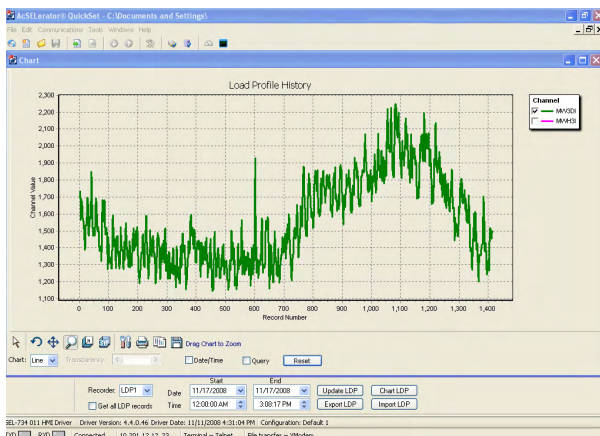 AcSELerator® QuickSet - C:\Documents and Settings\
File Edit Communications Tools Windows Help
Chart
Load Profile History
Channel
MW3DI
MWH3I
Channel Value
2,300
2,200
2,100
2,000
1,900
1,800
1,700
1,600
1,500
1,400
1,300
1,200
1,100
0 100 200 300 400 500 600 700 800 900 1,000 1,100 1,200 1,300 1,400
Record Number
Drag Chart to Zoom
Chart: Line Transparency: Date/Time Query Reset
Start End
Recorder: LDP1 Date 11/17/2008 11/17/2008 Update LDP Chart LDP
Get all LDP records Time 12:00:00 AM 3:08:17 PM Export LDP Import LDP
SEL-734 011 HMI Driver Driver Version: 4.4.0.46 Driver Date: 11/11/2008 4:31:04 PM Configuration: Default 1
RXD Connected 10.201.12.12 23 Terminal = Telnet File transfer = YModem